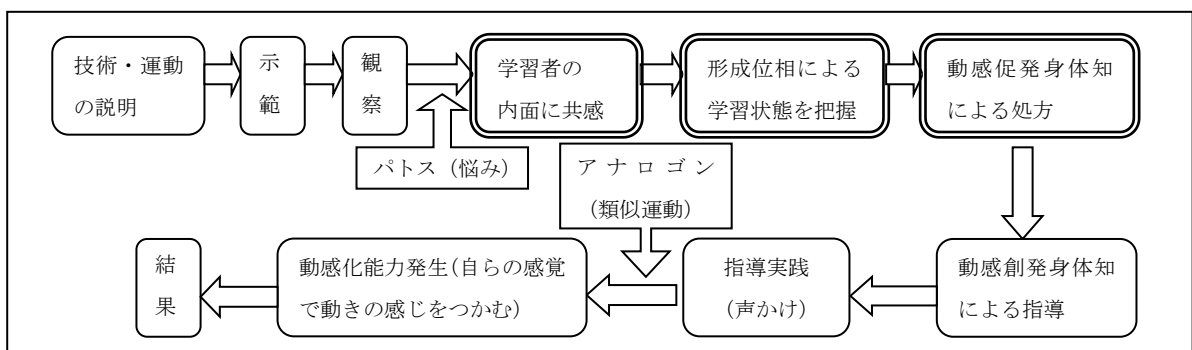 技術・運動
の説明
示
範
観
察
学習者の
内面に共感
形成位相による
学習状態を把握
動感促発身体知
による処方
パトス（悩み）
アナロゴン
（類似運動）
結
果
動感化能力発生（自らの感覚
で動きの感じをつかむ）
指導実践
（声かけ）
動感創発身体知
による指導